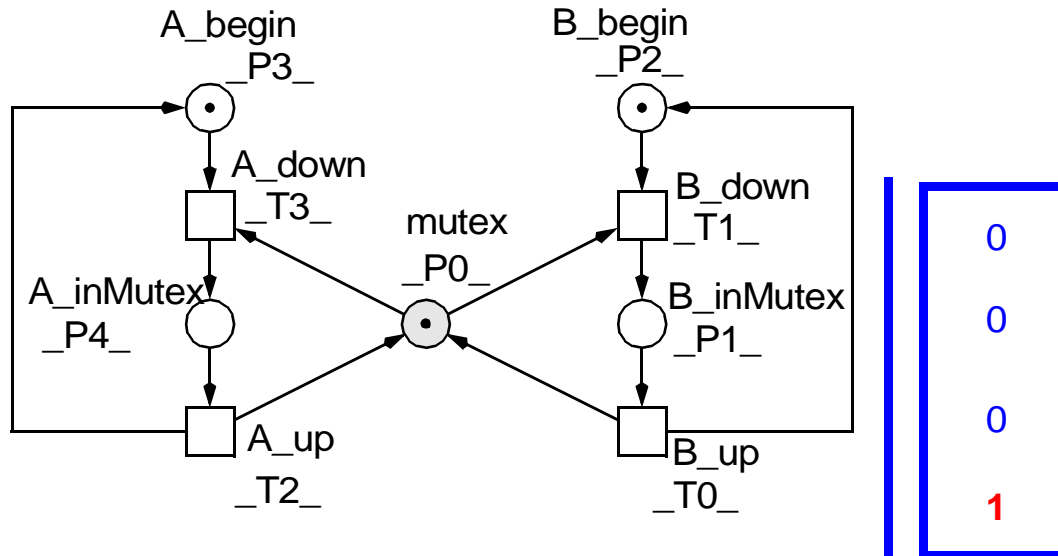 A_begin
_P3_
B_begin
_P2_
A_down
_T3_
B_down
_T1_
mutex
_P0_
A_inMutex
_P4_
B_inMutex
_P1_
A_up
_T2_
B_up
_T0_
0
0
0
1